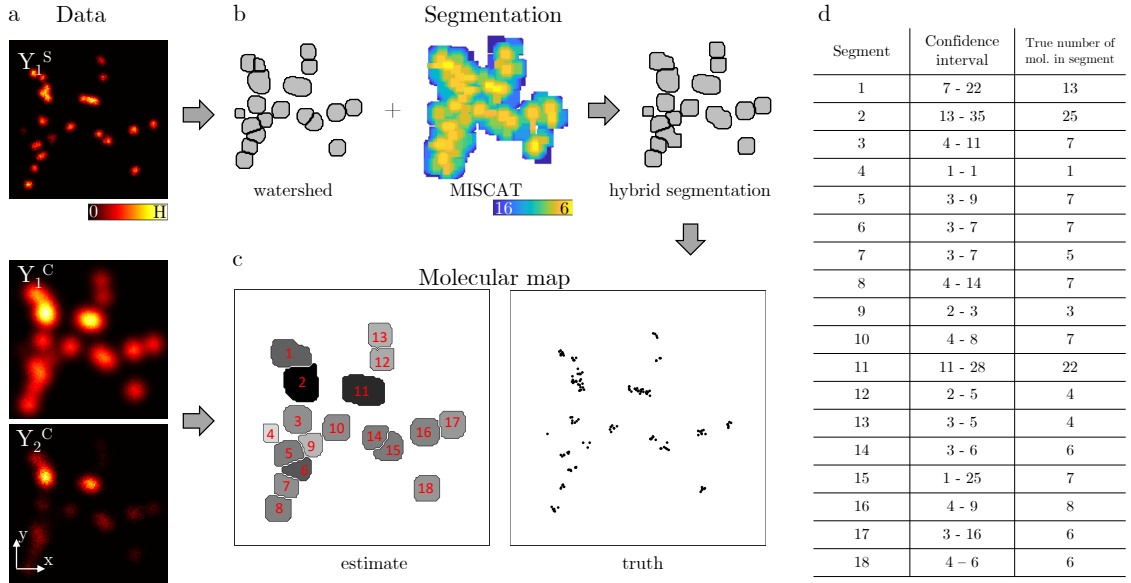 a
Data
Y₁ˢ
0 H
Y₁ᶜ
Y₂ᶜ
y
x
b
Segmentation
+
watershed
MISCAT
16 6
hybrid segmentation
c
Molecular map
1
2
3
4
5
6
7
8
9
10
11
12
13
14
15
16
17
18
estimate
truth
d
Segment Confidence interval True number of mol. in segment
1 7 - 22 13
2 13 - 35 25
3 4 - 11 7
4 1 - 1 1
5 3 - 9 7
6 3 - 7 7
7 3 - 7 5
8 4 - 14 7
9 2 - 3 3
10 4 - 8 7
11 11 - 28 22
12 2 - 5 4
13 3 - 5 4
14 3 - 6 6
15 1 - 25 7
16 4 - 9 8
17 3 - 16 6
18 4 – 6 6